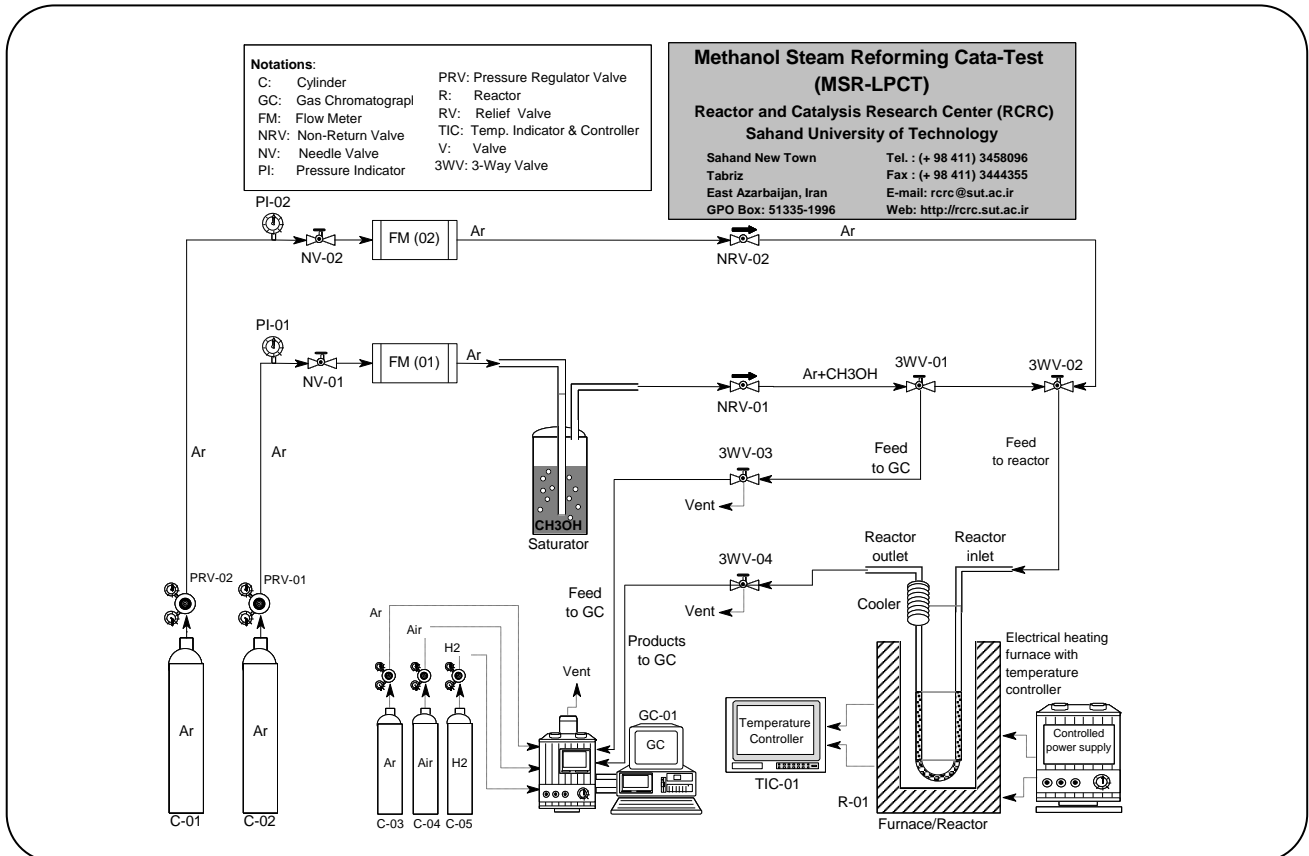 Notations:
C: Cylinder
GC: Gas Chromatograpl
FM: Flow Meter
NRV: Non-Return Valve
NV: Needle Valve
PI: Pressure Indicator
PRV: Pressure Regulator Valve
R: Reactor
RV: Relief Valve
TIC: Temp. Indicator & Controller
V: Valve
3WV: 3-Way Valve
Methanol Steam Reforming Cata-Test
(MSR-LPCT)
Reactor and Catalysis Research Center (RCRC)
Sahand University of Technology
Sahand New Town
Tabriz
East Azarbaijan, Iran
GPO Box: 51335-1996
Tel. : (+ 98 411) 3458096
Fax : (+ 98 411) 3444355
E-mail: rcrc@sut.ac.ir
Web: http://rcrc.sut.ac.ir
PI-02
NV-02
FM (02)
Ar
NRV-02
Ar
PI-01
NV-01
FM (01)
Ar
NRV-01
Ar+CH3OH
3WV-01
3WV-02
Ar
Ar
CH3OH
Saturator
3WV-03
Vent
Feed
to GC
Feed
to reactor
3WV-04
Vent
Reactor
outlet
Reactor
inlet
Cooler
PRV-02
PRV-01
Feed
to GC
Products
to GC
Ar
Air
H2
Vent
Electrical heating
furnace with
temperature
controller
Ar
Ar
C-01
C-02
Ar
Air
H2
C-03
C-04
C-05
GC-01
GC
Temperature
Controller
TIC-01
R-01
Furnace/Reactor
Controlled
power supply